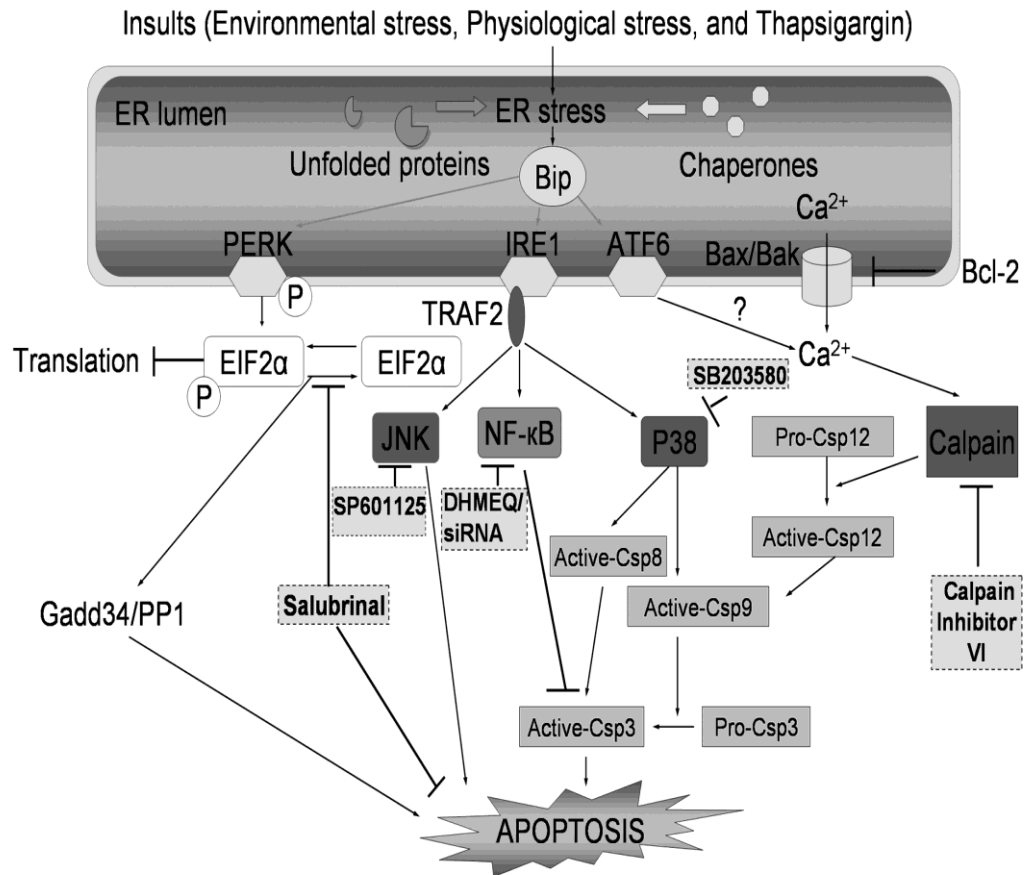 Insults (Environmental stress, Physiological stress, and Thapsigargin)
ER lumen
ER stress
Unfolded proteins
Bip
Chaperones
Ca²⁺
PERK
IRE1
ATF6
Bax/Bak
Bcl-2
P
TRAF2
?
Translation
EIF2α
EIF2α
Ca²⁺
P
SB203580
JNK
NF-κB
P38
Pro-Csp12
Calpain
SP601125
DHMEQ/
siRNA
Active-Csp8
Active-Csp12
Salubrinal
Gadd34/PP1
Active-Csp9
Calpain
Inhibitor
VI
Active-Csp3
Pro-Csp3
APOPTOSIS